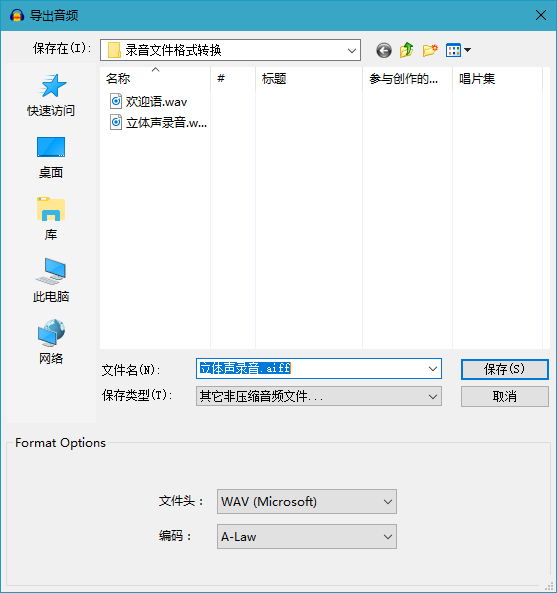 导出音频
保存在(I):
录音文件格式转换
名称
#
标题
参与创作的...
唱片集
欢迎语.wav
立体声录音.w...
快速访问
桌面
库
此电脑
网络
文件名(N):
立体声录音.aiff
保存(S)
保存类型(T):
其它非压缩音频文件...
取消
Format Options
文件头：
WAV (Microsoft)
编码：
A-Law